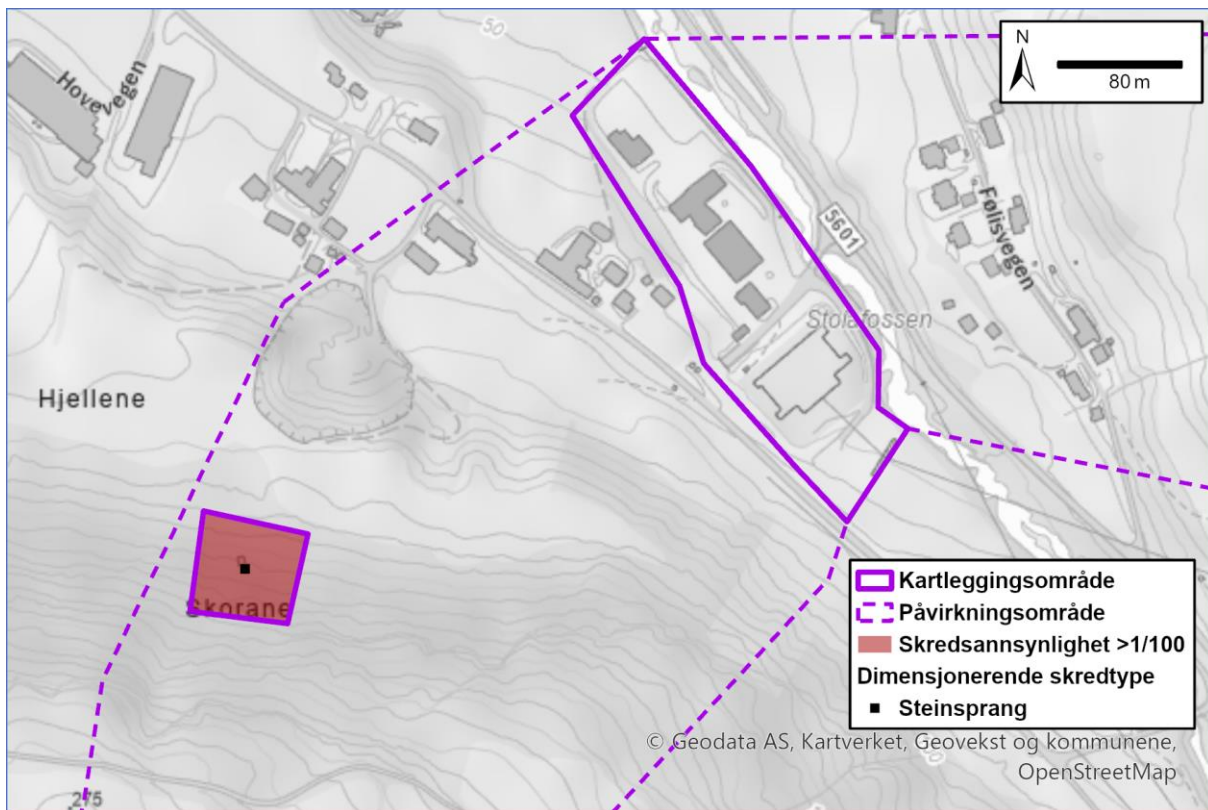 50
N
80 m
Hovevegen
5601
Følisvegen
Stolafossen
Hjellene
Skorane
Kartleggingsområde
Påvirkningsområde
Skredsannsynlighet >1/100
Dimensjonerende skredtype
Steinsprang
© Geodata AS, Kartverket, Geovekst og kommunene,
OpenStreetMap
275